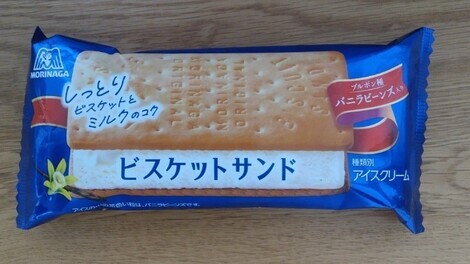 MORINAGA
しっとり
ビスケットと
ミルクのコク
ブルボン種
バニラビーンズ入り
ビスケットサンド
種類別
アイスクリーム